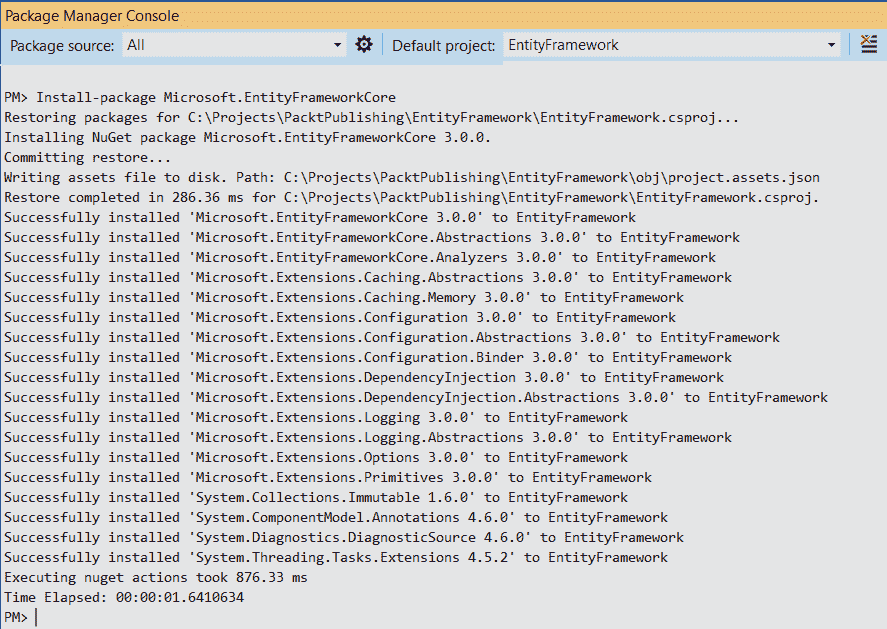 Package Manager Console
Package source: All Default project: EntityFramework
PM> Install-package Microsoft.EntityFrameworkCore
Restoring packages for C:\Projects\PacktPublishing\EntityFramework\EntityFramework.csproj...
Installing NuGet package Microsoft.EntityFrameworkCore 3.0.0.
Committing restore...
Writing assets file to disk. Path: C:\Projects\PacktPublishing\EntityFramework\obj\project.assets.json
Restore completed in 286.36 ms for C:\Projects\PacktPublishing\EntityFramework\EntityFramework.csproj.
Successfully installed 'Microsoft.EntityFrameworkCore 3.0.0' to EntityFramework
Successfully installed 'Microsoft.EntityFrameworkCore.Abstractions 3.0.0' to EntityFramework
Successfully installed 'Microsoft.EntityFrameworkCore.Analyzers 3.0.0' to EntityFramework
Successfully installed 'Microsoft.Extensions.Caching.Abstractions 3.0.0' to EntityFramework
Successfully installed 'Microsoft.Extensions.Caching.Memory 3.0.0' to EntityFramework
Successfully installed 'Microsoft.Extensions.Configuration 3.0.0' to EntityFramework
Successfully installed 'Microsoft.Extensions.Configuration.Abstractions 3.0.0' to EntityFramework
Successfully installed 'Microsoft.Extensions.Configuration.Binder 3.0.0' to EntityFramework
Successfully installed 'Microsoft.Extensions.DependencyInjection 3.0.0' to EntityFramework
Successfully installed 'Microsoft.Extensions.DependencyInjection.Abstractions 3.0.0' to EntityFramework
Successfully installed 'Microsoft.Extensions.Logging 3.0.0' to EntityFramework
Successfully installed 'Microsoft.Extensions.Logging.Abstractions 3.0.0' to EntityFramework
Successfully installed 'Microsoft.Extensions.Options 3.0.0' to EntityFramework
Successfully installed 'Microsoft.Extensions.Primitives 3.0.0' to EntityFramework
Successfully installed 'System.Collections.Immutable 1.6.0' to EntityFramework
Successfully installed 'System.ComponentModel.Annotations 4.6.0' to EntityFramework
Successfully installed 'System.Diagnostics.DiagnosticSource 4.6.0' to EntityFramework
Successfully installed 'System.Threading.Tasks.Extensions 4.5.2' to EntityFramework
Executing nuget actions took 876.33 ms
Time Elapsed: 00:00:01.6410634
PM>